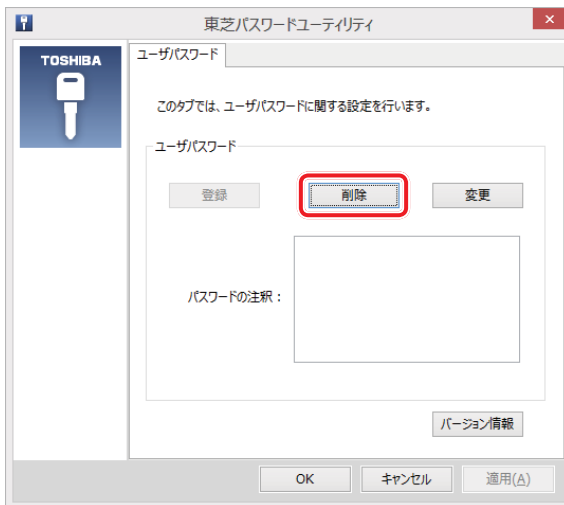 東芝パスワードユーティリティ
TOSHIBA
ユーザパスワード
このタブでは、ユーザパスワードに関する設定を行います。
ユーザパスワード
登録
削除
変更
パスワードの注釈：
バージョン情報
OK
キャンセル
適用(A)